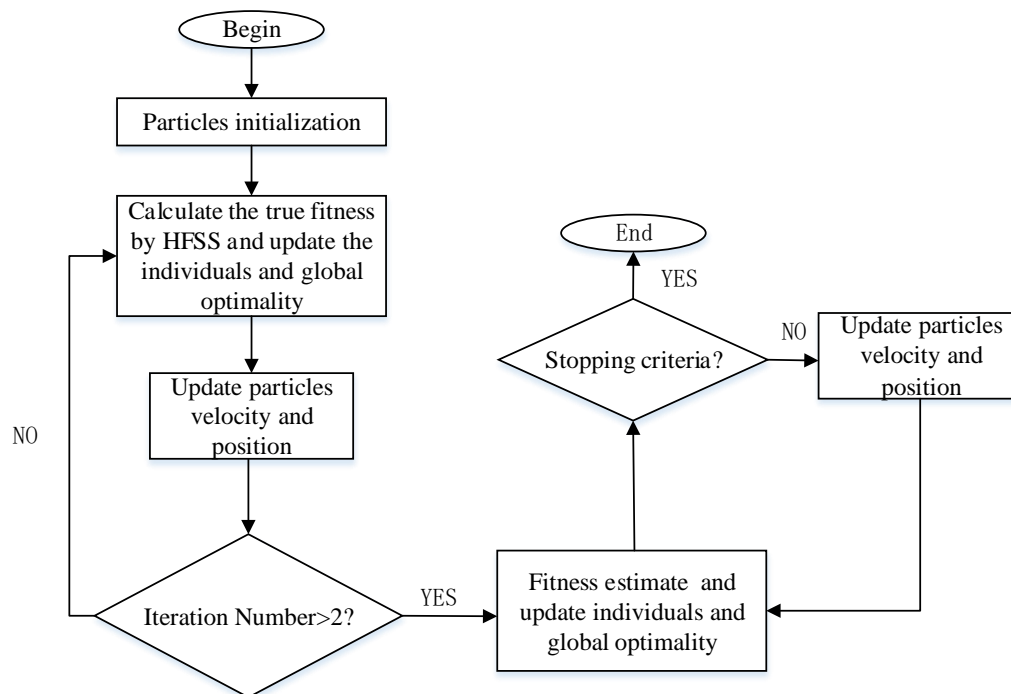 Begin
Particles initialization
Calculate the true fitness
by HFSS and update the
individuals and global
optimality
Update particles
velocity and
position
NO
Iteration Number>2?
YES
Fitness estimate and
update individuals and
global optimality
Stopping criteria?
YES
End
NO
Update particles
velocity and
position